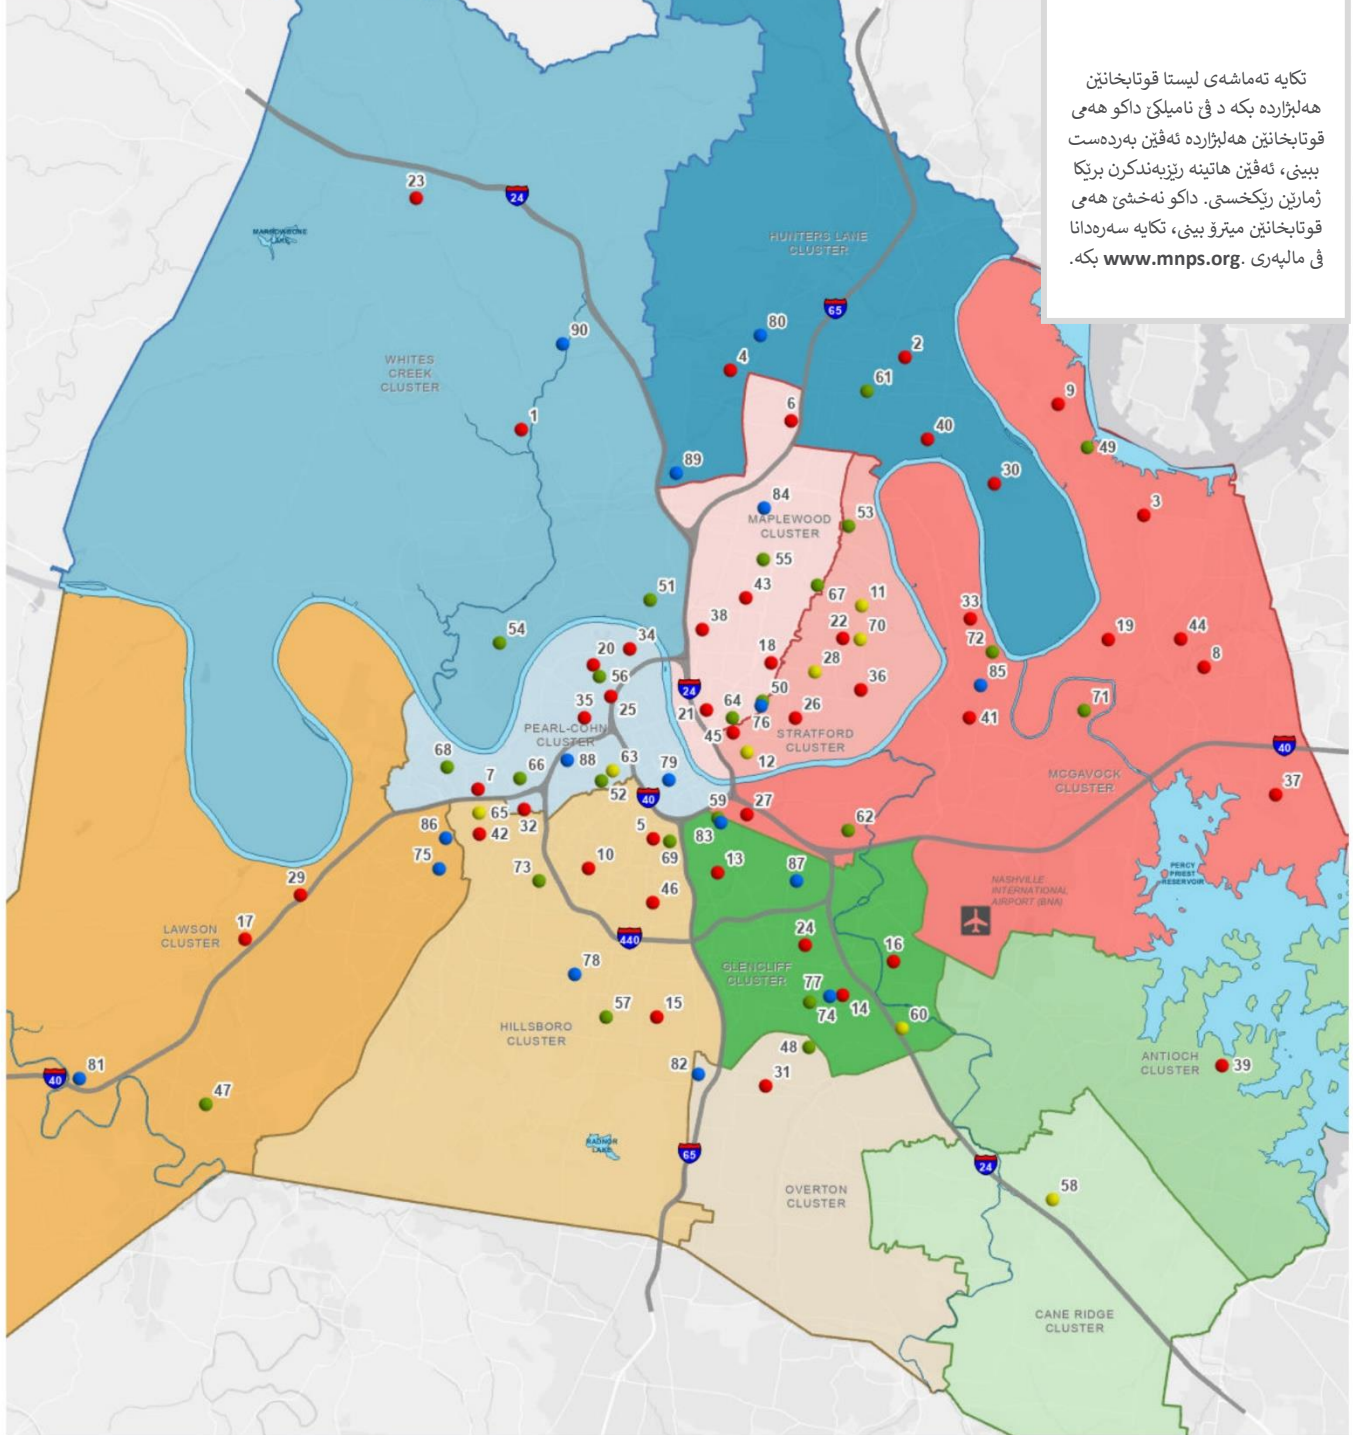 تکایە تەماشەی لیستا قوتابخانێن
هەلبژاردە بکە د ڤێ نامیلکێ داکو هەمی
قوتابخانێن هەلبژاردە ئەڤێن بەردەست
ببینی، ئەڤێن هاتینە رێزبەندکرن برێکا
ژمارێن رێکخستی. داکو نەخشێ هەمی
قوتابخانێن میترۆ بینی، تکایە سەرەدانا
ڤی مالپەری .www.mnps.org بکە.
23
24
MARROWBONE
LAKE
HUNTERS LANE
CLUSTER
65
80
90
4
2
WHITES
CREEK
CLUSTER
61
9
6
1
40
49
89
30
84
3
MAPLEWOOD
CLUSTER
53
55
51
43
67
11
33
38
22
70
19
44
54
34
72
20
18
28
8
56
85
24
36
50
35
25
21
64
26
41
71
PEARL-COHN
CLUSTER
45
76
STRATFORD
CLUSTER
40
68
66
88
63
79
12
MCGAVOCK
CLUSTER
7
52
40
37
65
32
59
27
86
42
5
83
62
75
69
73
10
13
87
PERCY
PRIEST
RESERVOIR
29
46
NASHVILLE
INTERNATIONAL
AIRPORT (BNA)
17
LAWSON
CLUSTER
440
24
16
78
GLENCLIFF
CLUSTER
77
57
15
74
14
60
HILLSBORO
CLUSTER
48
81
40
82
31
ANTIOCH
CLUSTER
39
47
RADNOR
LAKE
65
24
OVERTON
CLUSTER
58
CANE RIDGE
CLUSTER